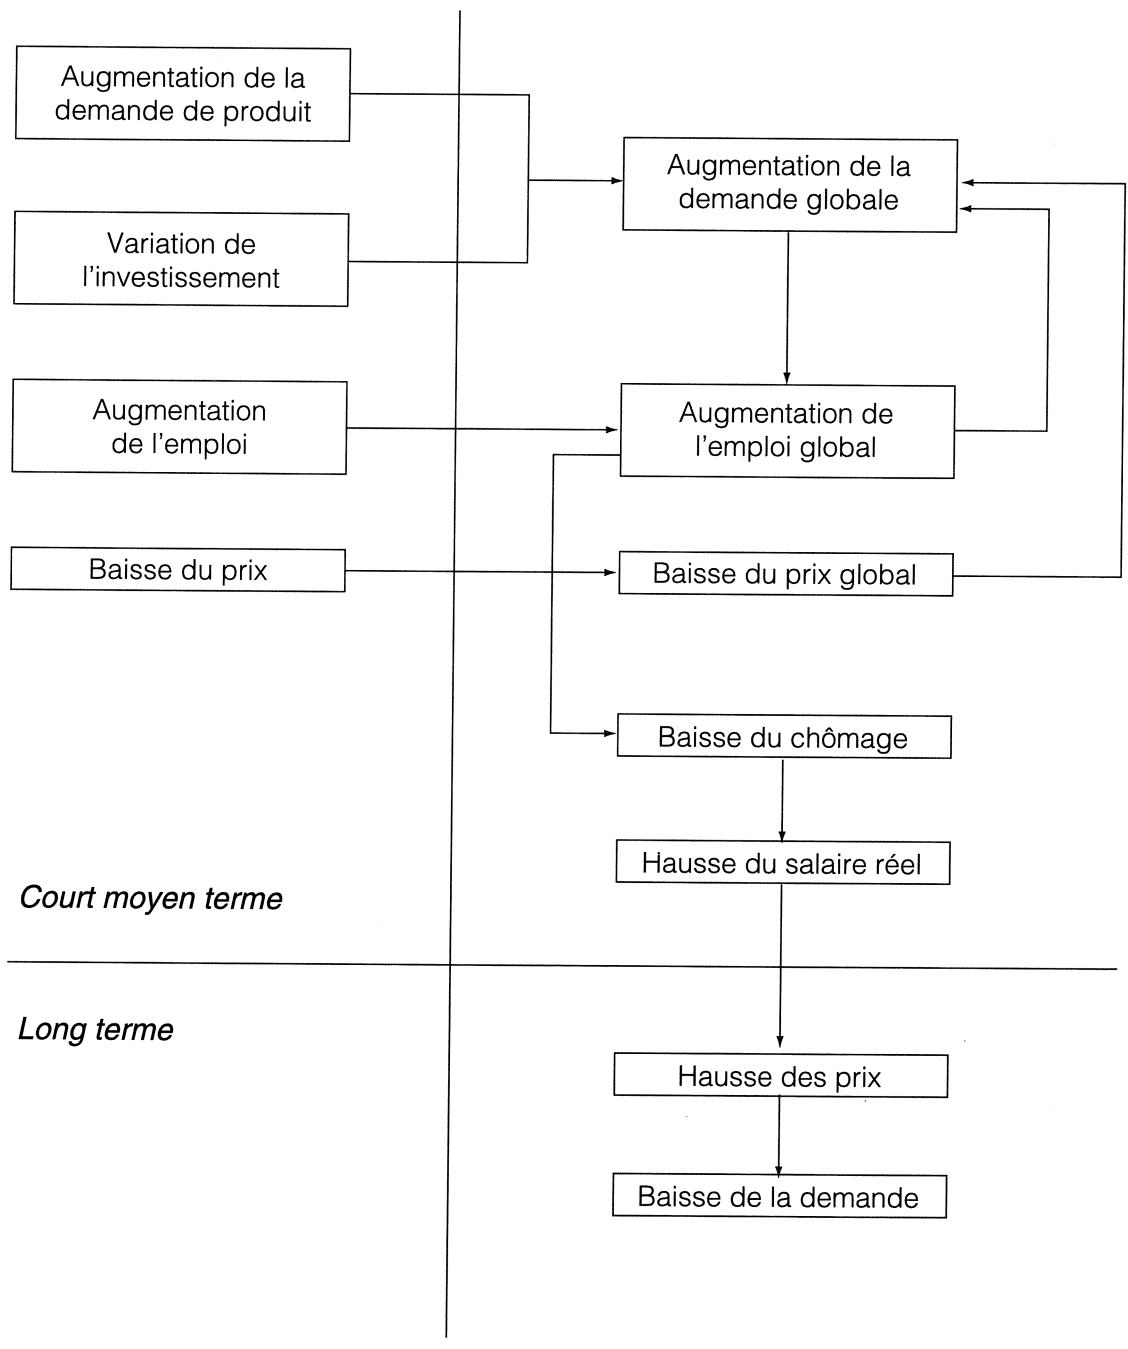 Augmentation de la
demande de produit
Augmentation de la
demande globale
Variation de
l'investissement
Augmentation
de l'emploi
Augmentation de
l'emploi global
Baisse du prix
Baisse du prix global
Baisse du chômage
Hausse du salaire réel
Court moyen terme
Long terme
Hausse des prix
Baisse de la demande